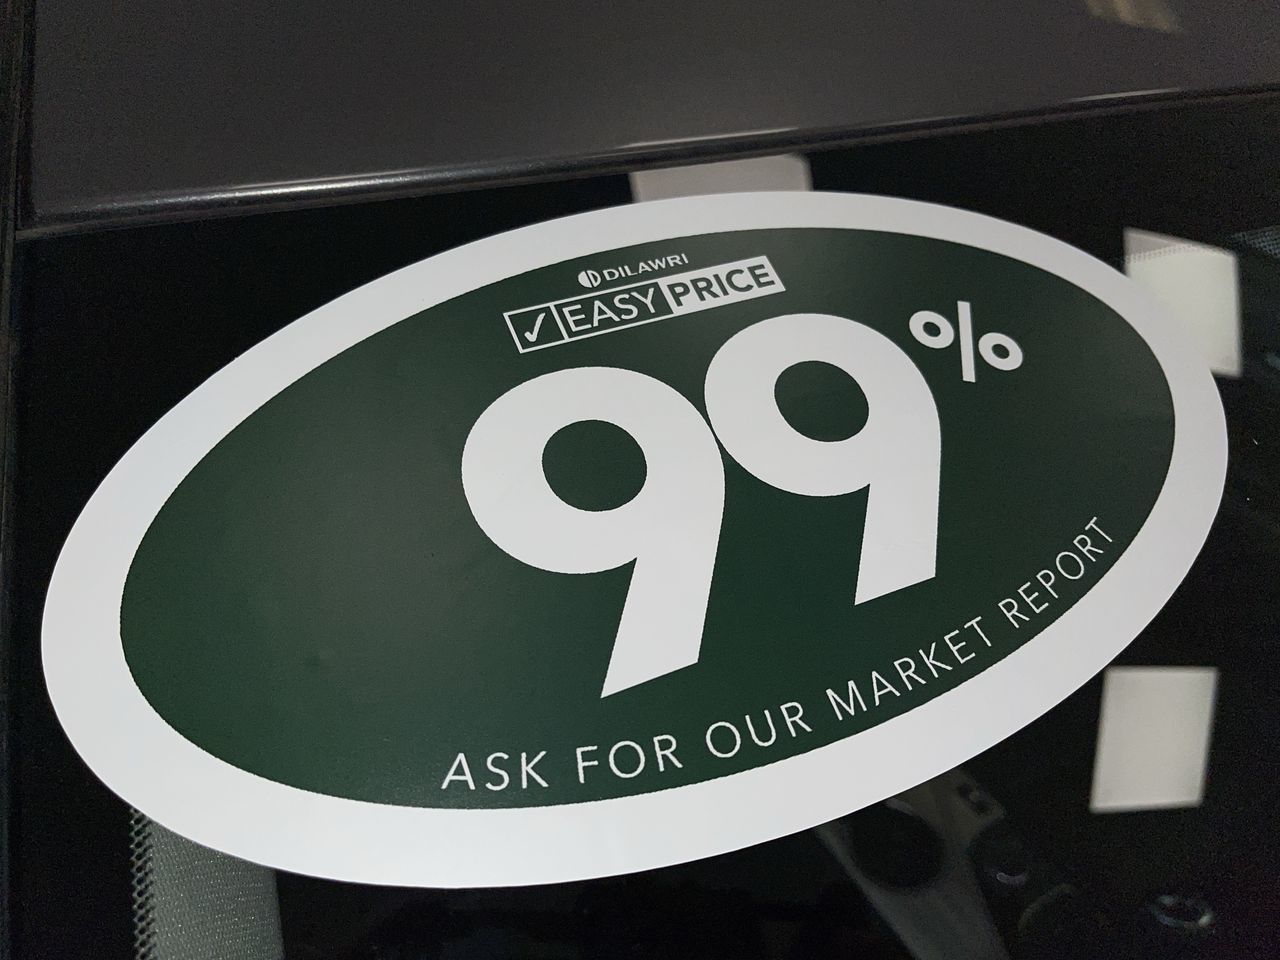 DILAWRI
✓ EASY PRICE
99%
ASK FOR OUR MARKET REPORT